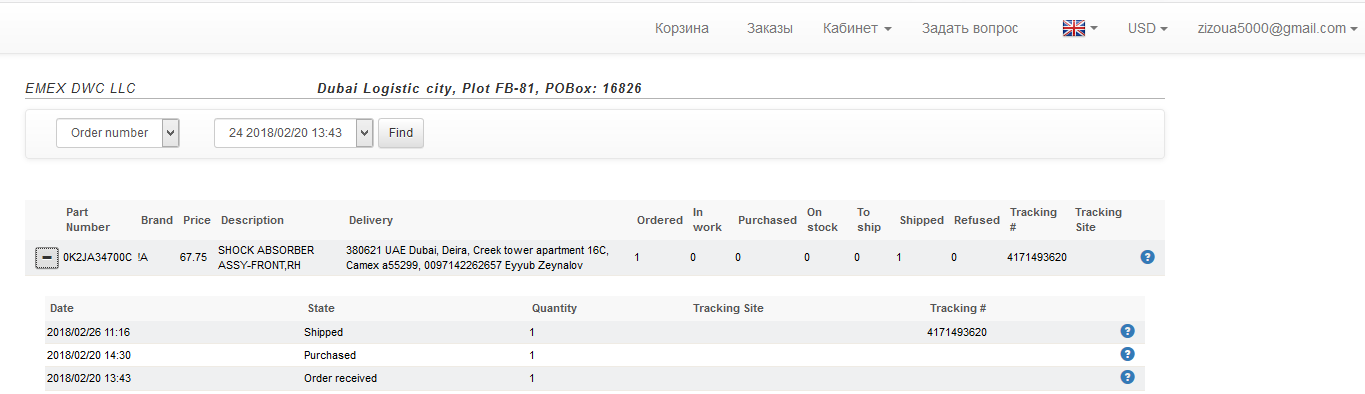 Корзина Заказы Кабинет Задать вопрос USD zizoua5000@gmail.com
EMEX DWC LLC Dubai Logistic city, Plot FB-81, POBox: 16826
Order number 24 2018/02/20 13:43 Find
Part Number Brand Price Description Delivery Ordered In work Purchased On stock To ship Shipped Refused Tracking # Tracking Site
0K2JA34700C !A 67.75 SHOCK ABSORBER ASSY-FRONT,RH 380621 UAE Dubai, Deira, Creek tower apartment 16C, Camex a55299, 0097142262657 Eyyub Zeynalov 1 0 0 0 0 1 0 4171493620
Date State Quantity Tracking Site Tracking #
2018/02/26 11:16 Shipped 1 4171493620
2018/02/20 14:30 Purchased 1
2018/02/20 13:43 Order received 1